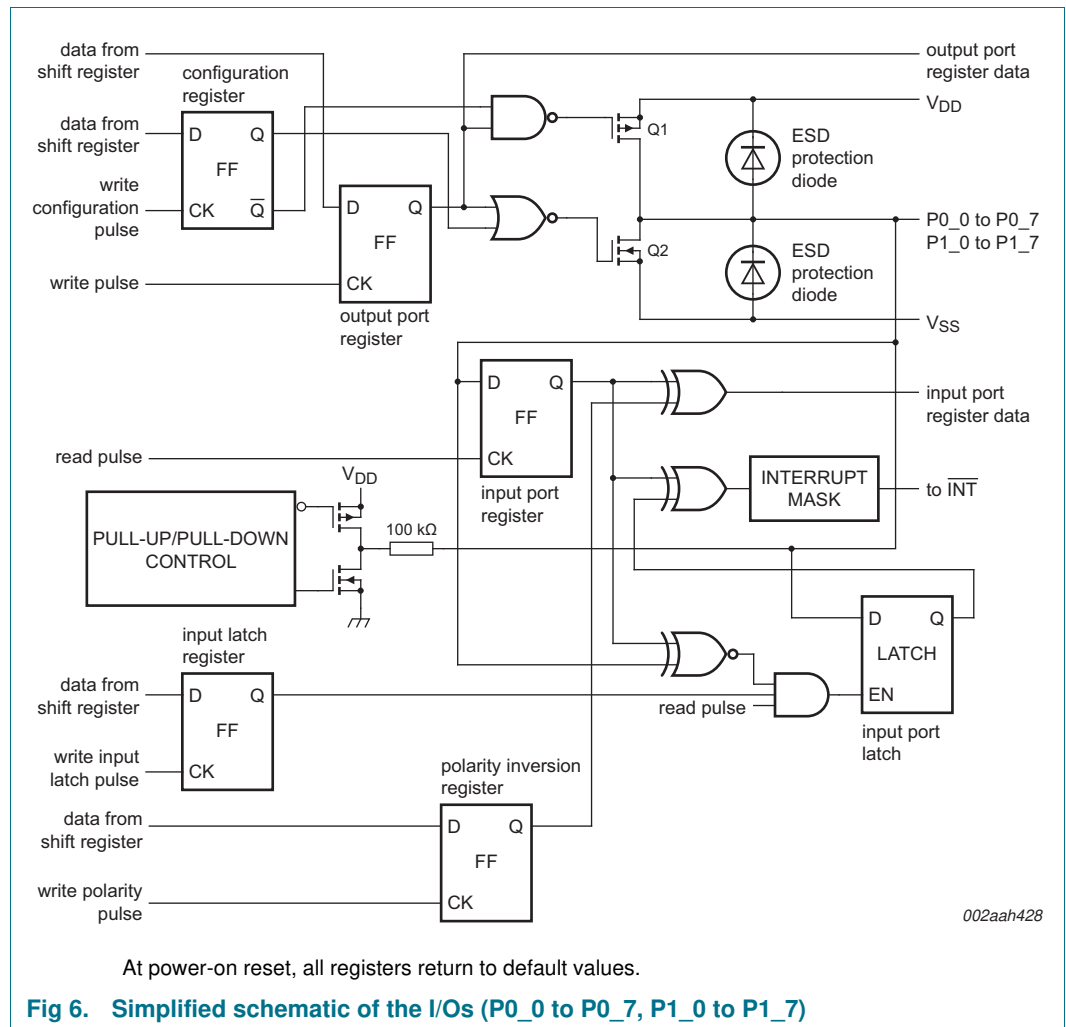 data from
shift register
configuration
register
output port
register data
VDD
data from
shift register
D
Q
FF
Q1
ESD
protection
diode
write
configuration
pulse
CK
Q
D
Q
FF
P0_0 to P0_7
P1_0 to P1_7
Q2
ESD
protection
diode
write pulse
CK
output port
register
VSS
D
Q
FF
input port
register data
read pulse
CK
input port
register
INTERRUPT
MASK
to INT
VDD
PULL-UP/PULL-DOWN
CONTROL
100 kΩ
input latch
register
D
Q
LATCH
EN
input port
latch
data from
shift register
D
Q
FF
read pulse
write input
latch pulse
CK
polarity inversion
register
data from
shift register
D
Q
FF
write polarity
pulse
CK
002aah428
At power-on reset, all registers return to default values.
Fig 6. Simplified schematic of the I/Os (P0_0 to P0_7, P1_0 to P1_7)